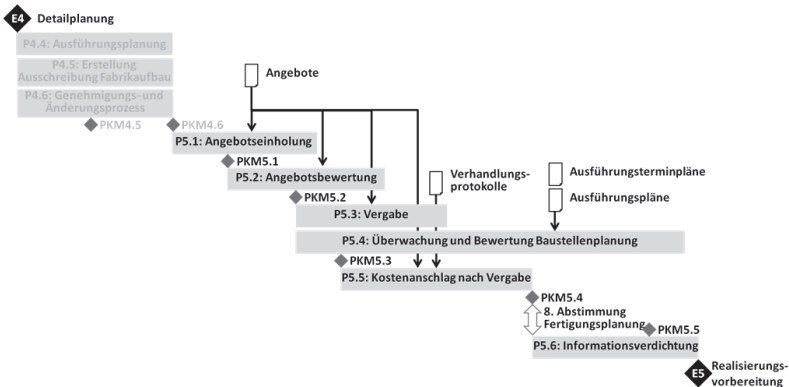 E4 Detailplanung
P4.4: Ausführungsplanung
P4.5: Erstellung
Ausschreibung Fabrikaufbau
P4.6: Genehmigungs- und
Änderungsprozess
PKM4.5
PKM4.6
Angebote
P5.1: Angebotseinholung
PKM5.1
P5.2: Angebotsbewertung
Verhandlungs-
protokolle
Ausführungsterminpläne
Ausführungspläne
PKM5.2
P5.3: Vergabe
P5.4: Überwachung und Bewertung Baustellenplanung
PKM5.3
P5.5: Kostenanschlag nach Vergabe
PKM5.4
8. Abstimmung
Fertigungsplanung
PKM5.5
P5.6: Informationsverdichtung
E5 Realisierungs-
vorbereitung